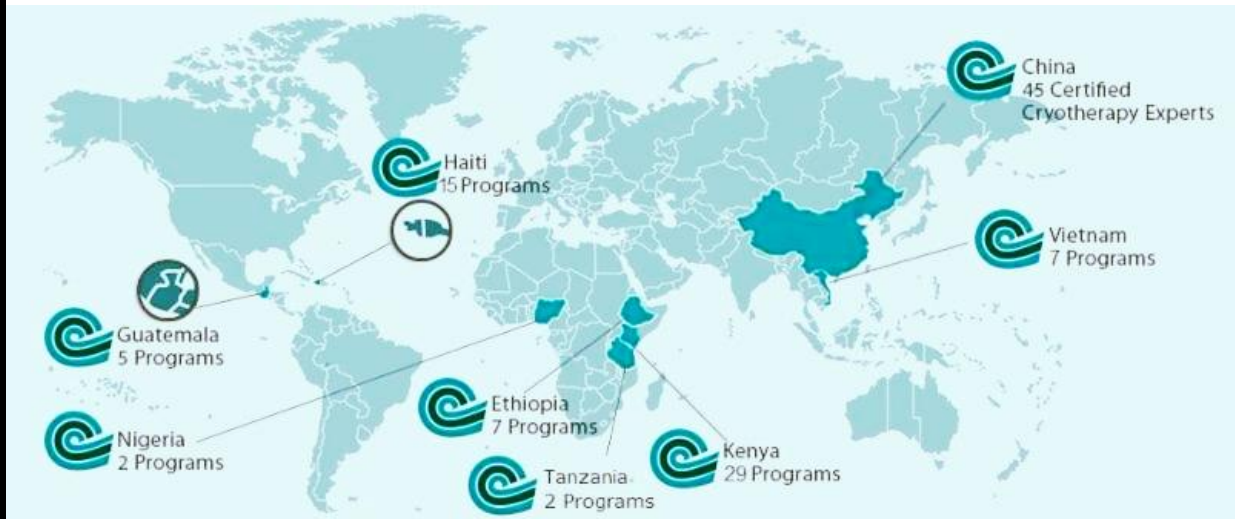 China
45 Certified
Cryotherapy Experts
Haiti
15 Programs
Vietnam
7 Programs
Guatemala
5 Programs
Ethiopia
7 Programs
Nigeria
2 Programs
Kenya
29 Programs
Tanzania
2 Programs